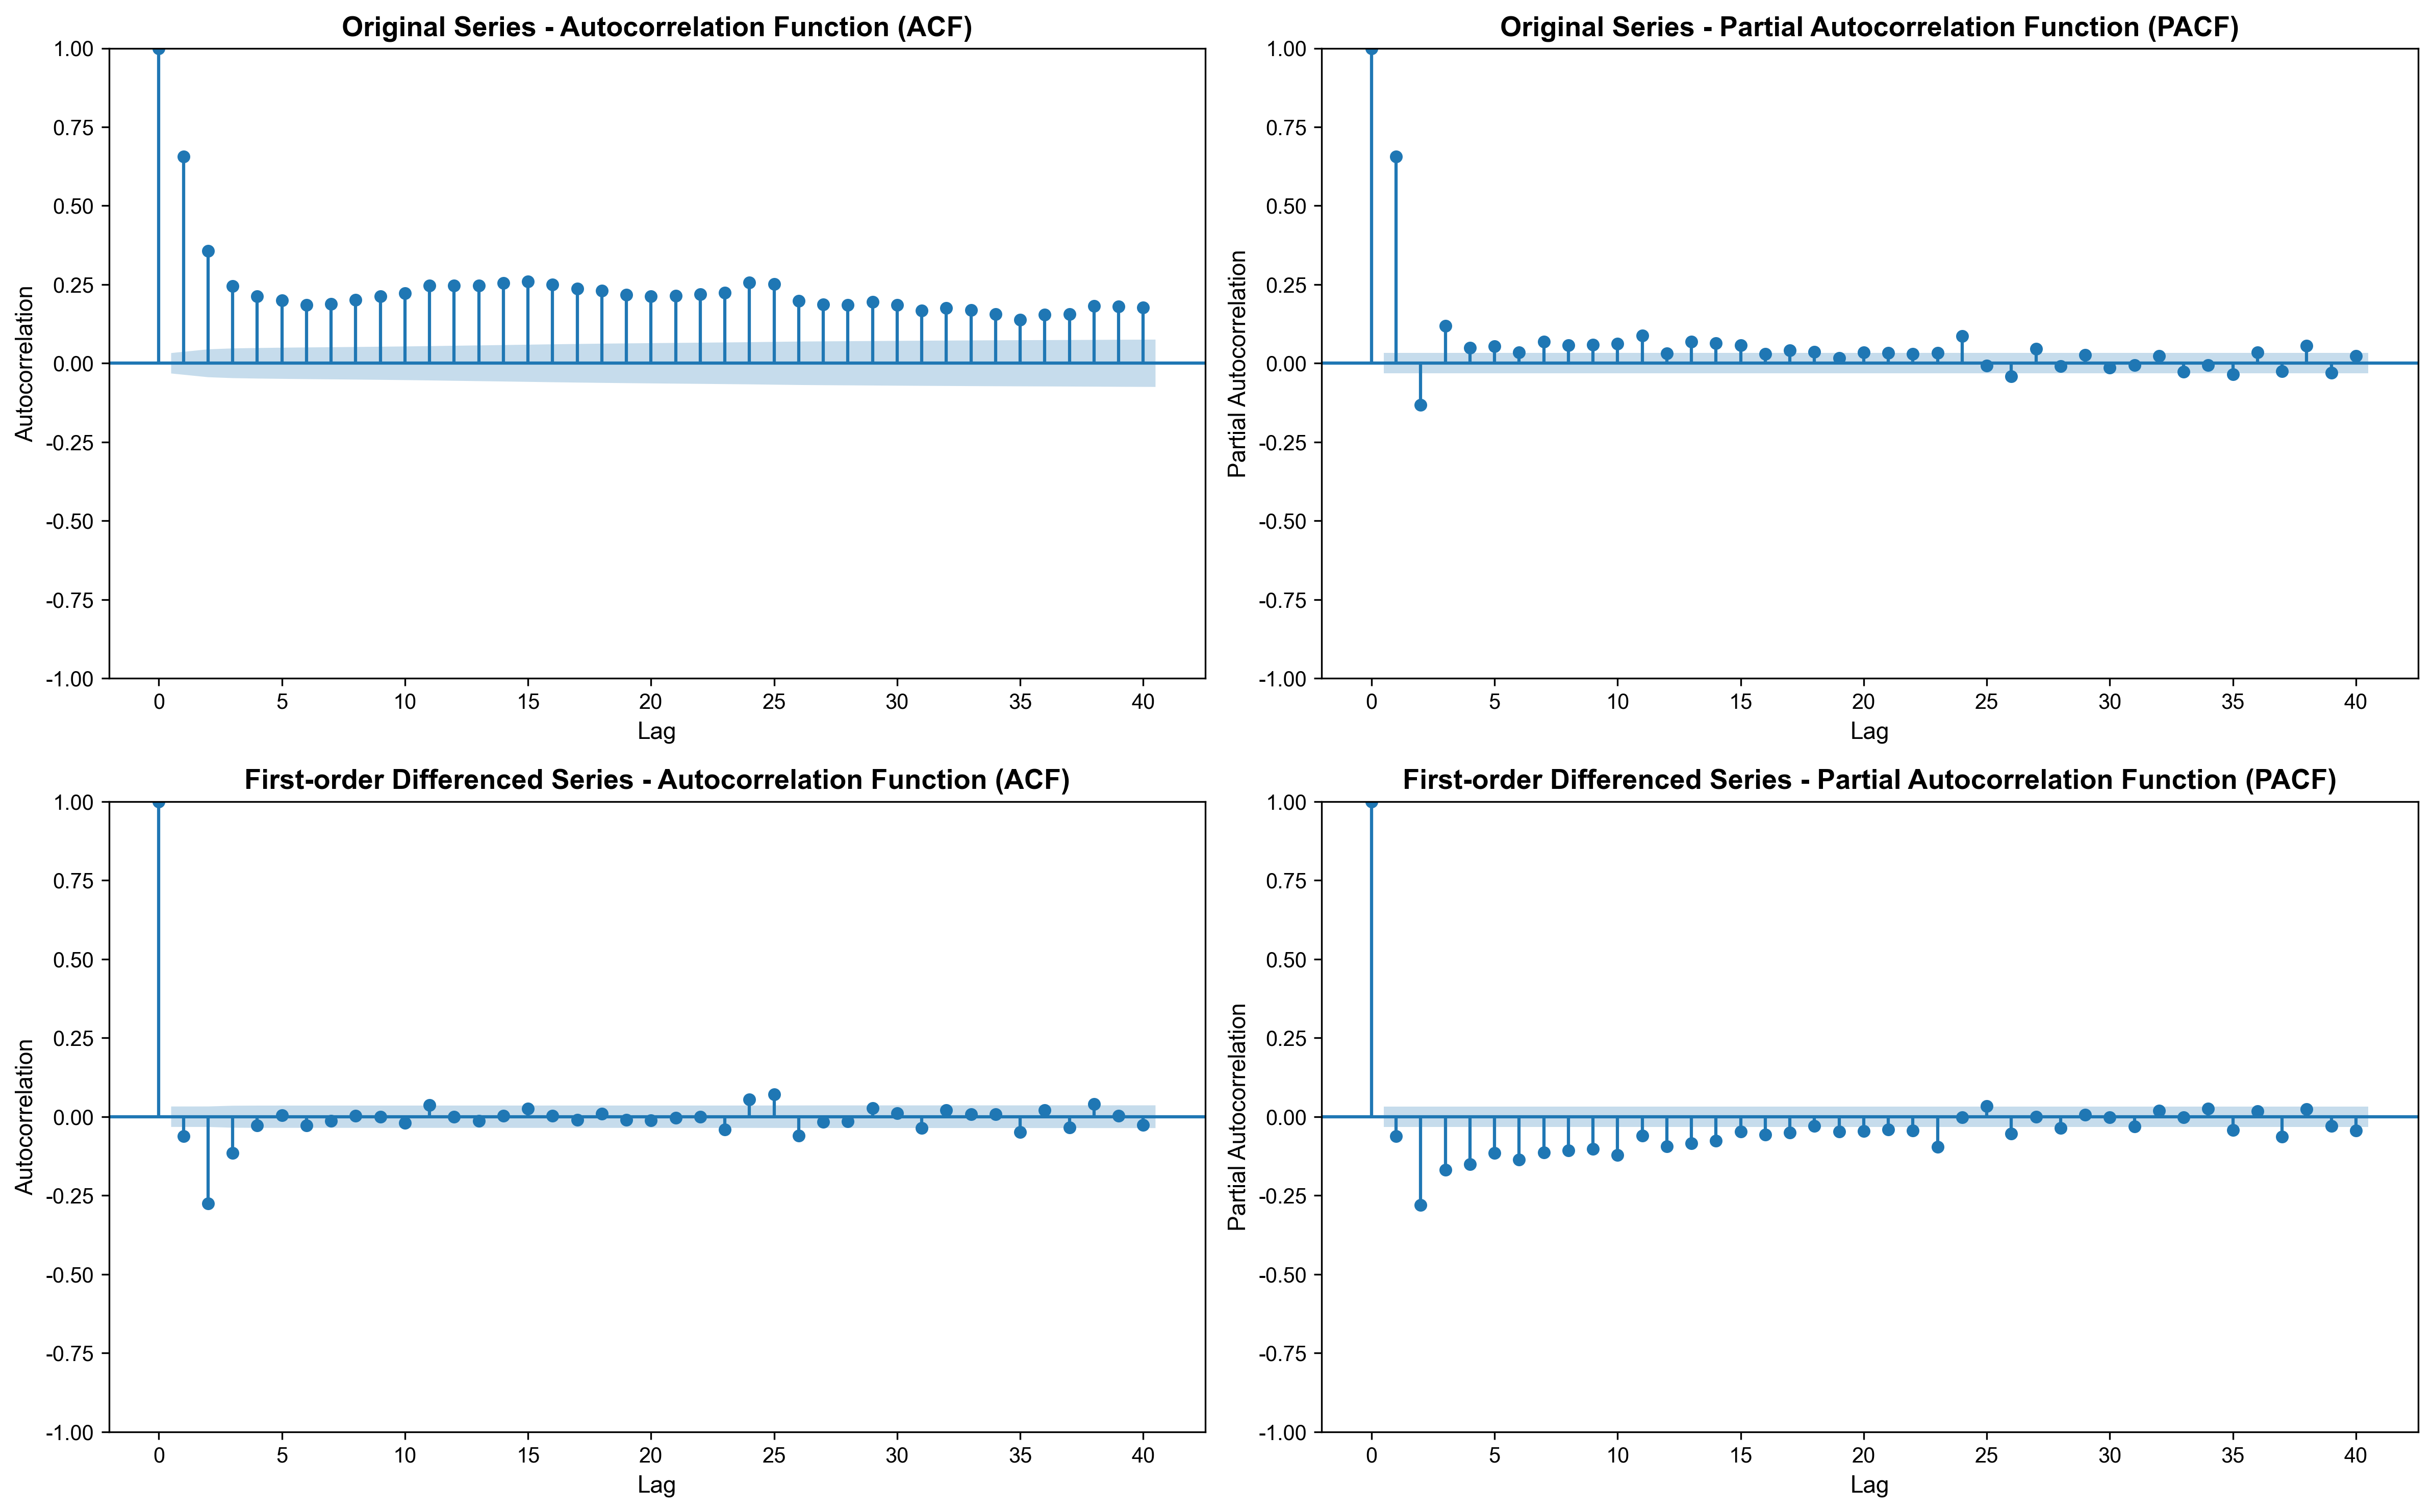 Original Series - Autocorrelation Function (ACF)
1.00
0.75
0.50
0.25
0.00
-0.25
-0.50
-0.75
-1.00
Autocorrelation
0 5 10 15 20 25 30 35 40
Lag
Original Series - Partial Autocorrelation Function (PACF)
1.00
0.75
0.50
0.25
0.00
-0.25
-0.50
-0.75
-1.00
Partial Autocorrelation
0 5 10 15 20 25 30 35 40
Lag
First-order Differenced Series - Autocorrelation Function (ACF)
1.00
0.75
0.50
0.25
0.00
-0.25
-0.50
-0.75
-1.00
Autocorrelation
0 5 10 15 20 25 30 35 40
Lag
First-order Differenced Series - Partial Autocorrelation Function (PACF)
1.00
0.75
0.50
0.25
0.00
-0.25
-0.50
-0.75
-1.00
Partial Autocorrelation
0 5 10 15 20 25 30 35 40
Lag